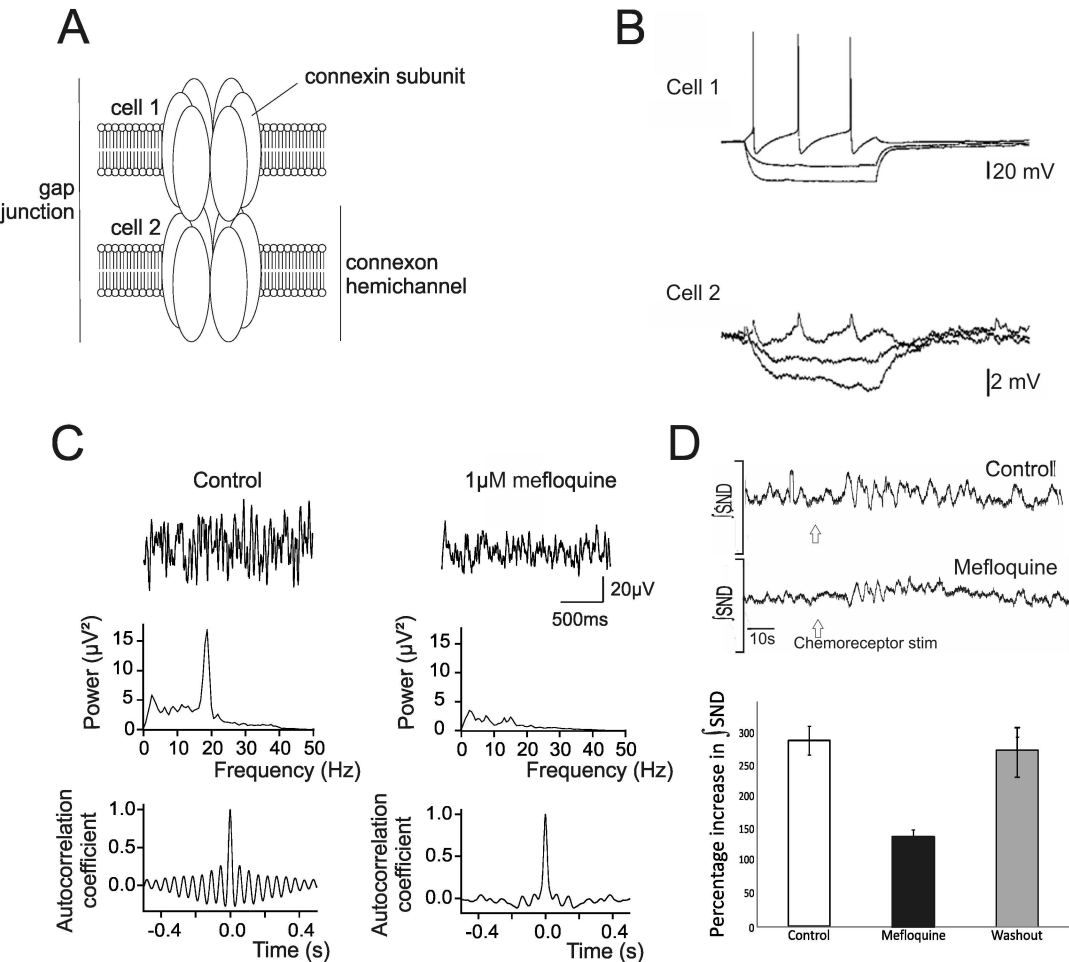 A
connexin subunit
cell 1
gap
junction
cell 2
connexon
hemichannel
B
Cell 1
20 mV
Cell 2
2 mV
C
Control
1µM mefloquine
20µV
500ms
Power (µV²)
15
10
5
0
0 10 20 30 40 50
Frequency (Hz)
Power (µV²)
15
10
5
0
0 10 20 30 40 50
Frequency (Hz)
Autocorrelation
coefficient
1.0
0.5
0.0
-0.4 0.0 0.4
Time (s)
Autocorrelation
coefficient
1.0
0.5
0.0
-0.4 0.0 0.4
Time (s)
D
Control
∫SND
Mefloquine
∫SND
10s
Chemoreceptor stim
Percentage increase in ∫SND
300
250
200
150
100
50
0
Control Mefloquine Washout